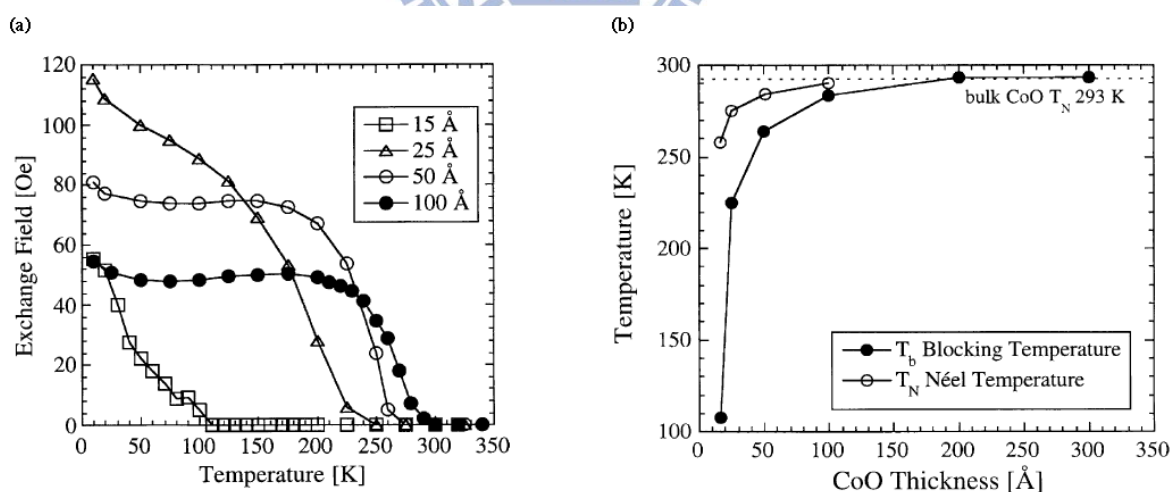 (a)
Exchange Field [Oe]
120
100
80
60
40
20
0
15 Å
25 Å
50 Å
100 Å
0 50 100 150 200 250 300 350
Temperature [K]
(b)
Temperature [K]
300
250
200
150
100
bulk CoO T_N 293 K
T_b Blocking Temperature
T_N Néel Temperature
0 50 100 150 200 250 300 350
CoO Thickness [Å]